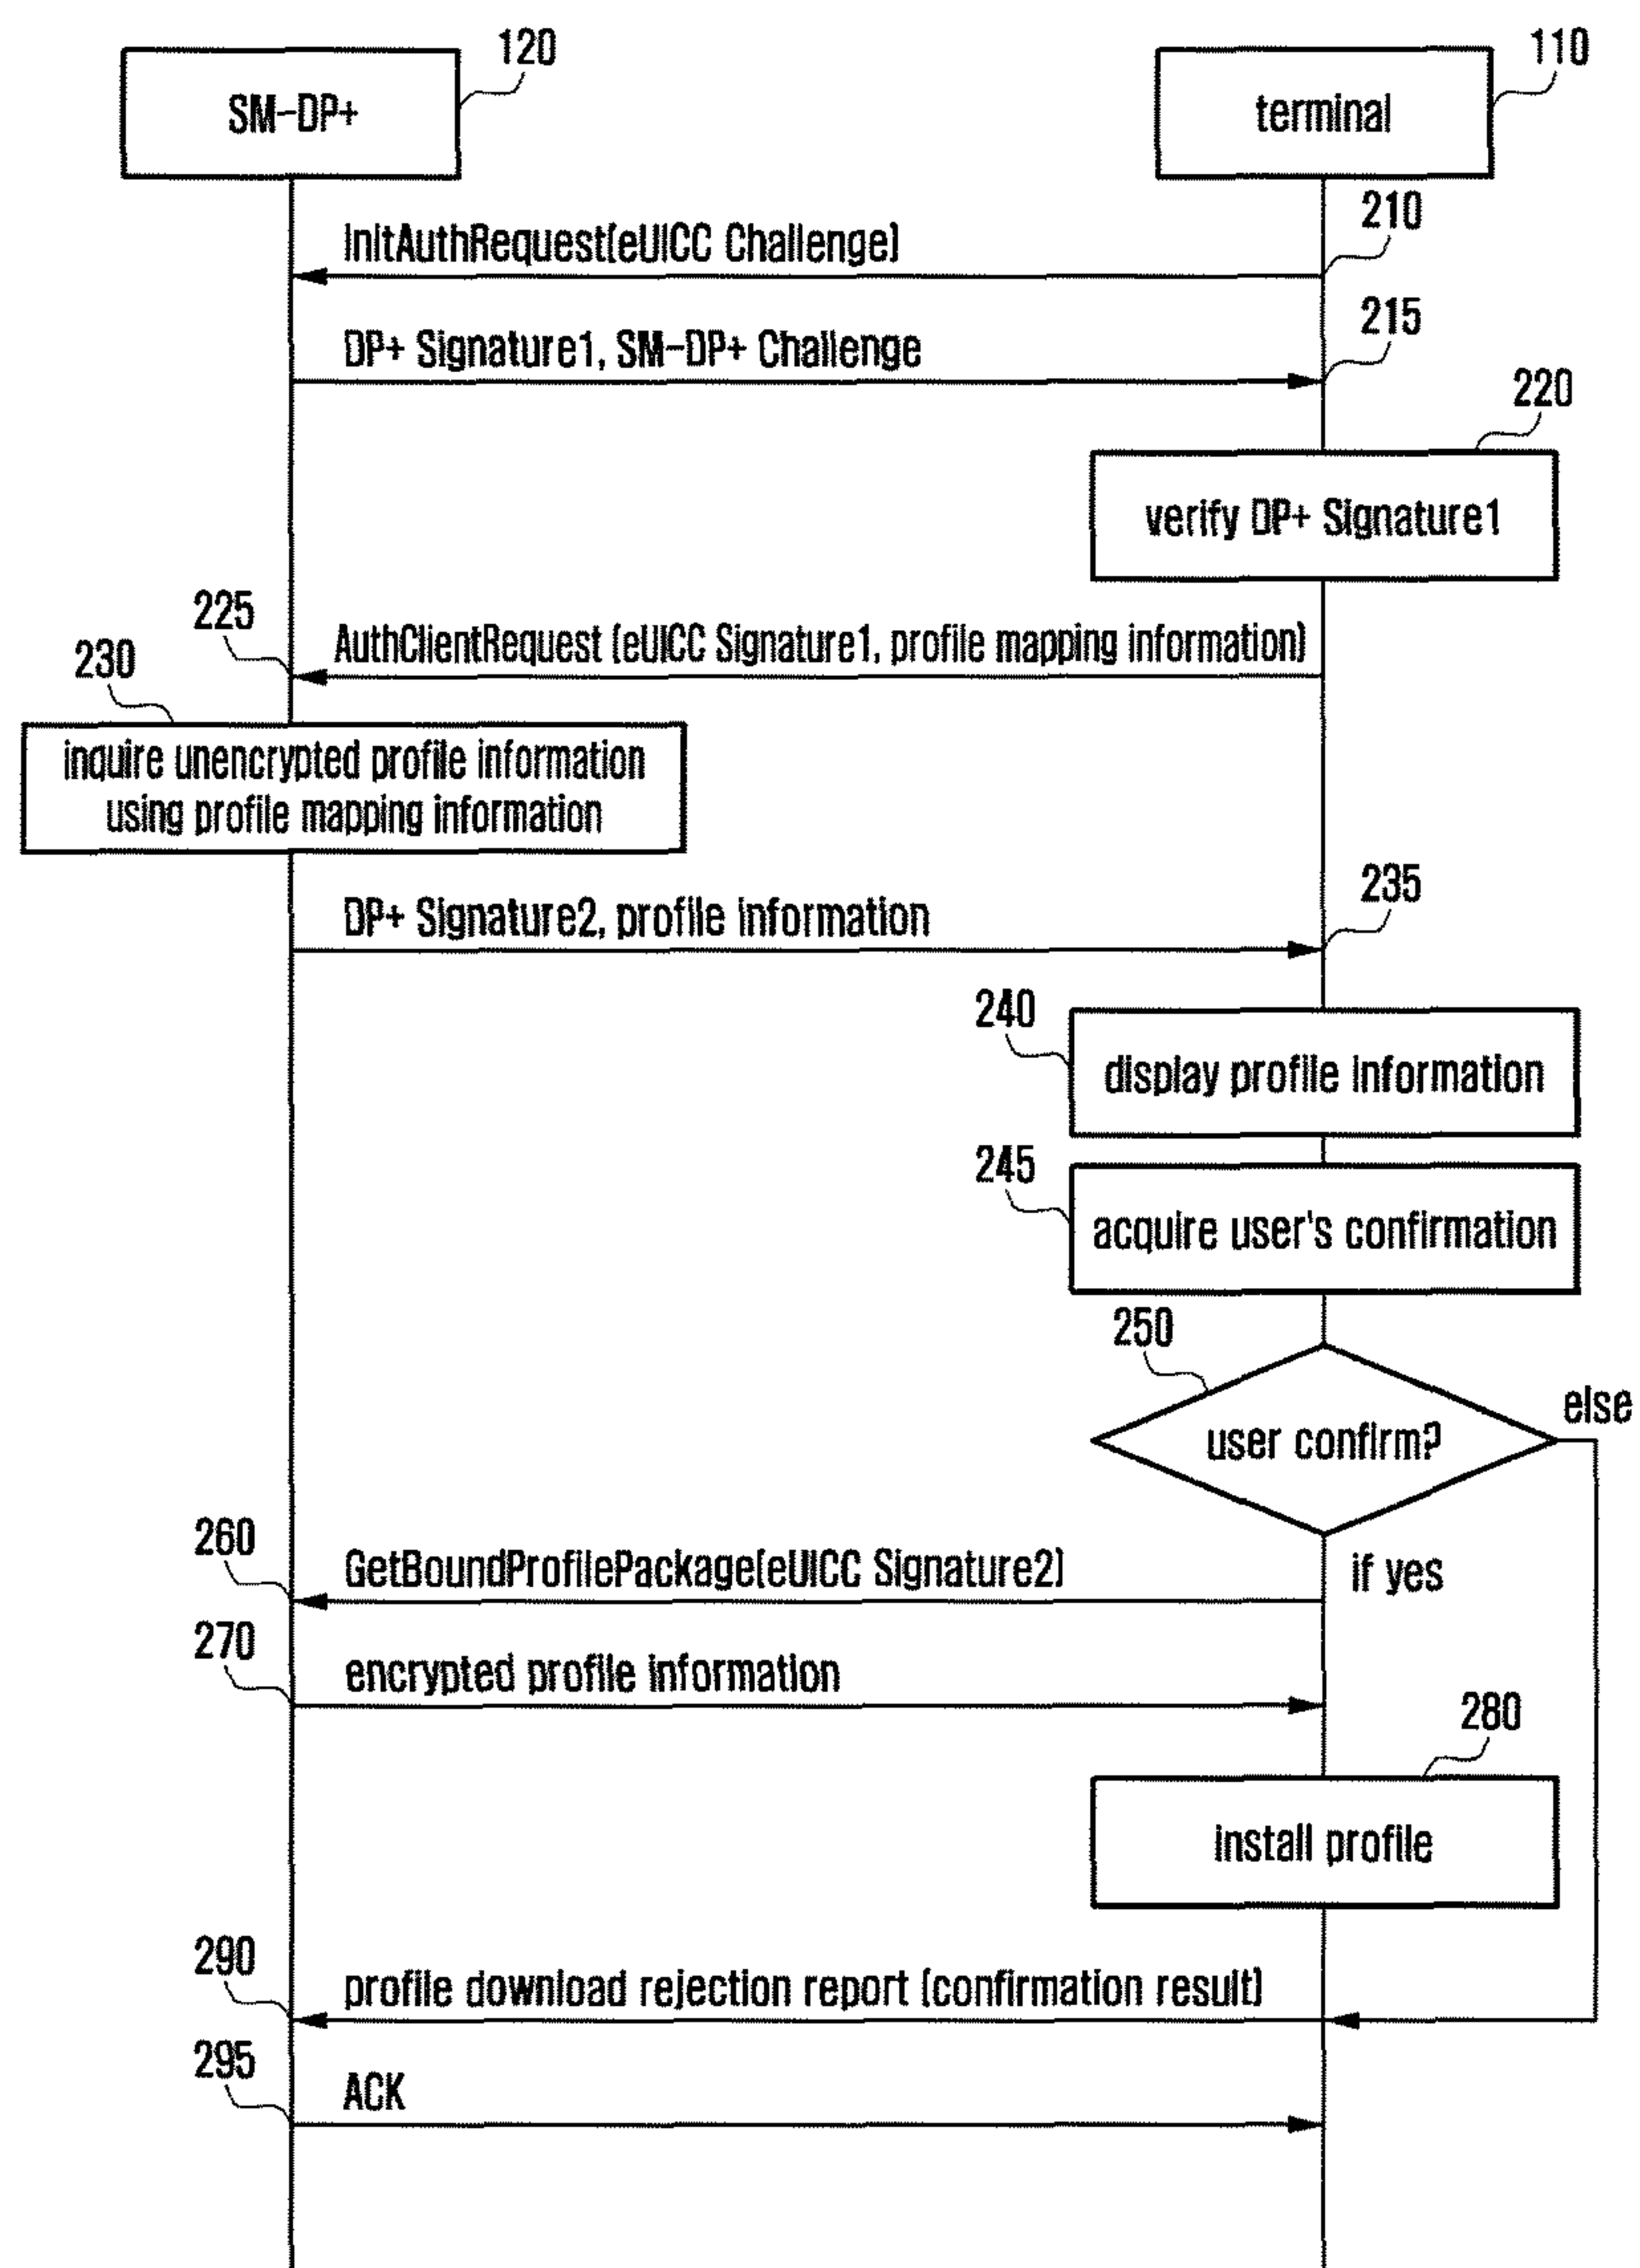 120
SM-DP+
110
terminal
210
InitAuthRequest(eUICC Challenge)
215
DP+ Signature1, SM-DP+ Challenge
220
verify DP+ Signature1
225
AuthClientRequest (eUICC Signature1, profile mapping information)
230
inquire unencrypted profile information
using profile mapping information
235
DP+ Signature2, profile information
240
display profile information
245
acquire user's confirmation
250
user confirm?
else
if yes
260
GetBoundProfilePackage(eUICC Signature2)
270
encrypted profile information
280
install profile
290
profile download rejection report (confirmation result)
295
ACK